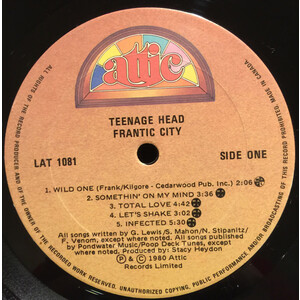 attic
TEENAGE HEAD
FRANTIC CITY
LAT 1081
SIDE ONE
1. WILD ONE (Frank/Kilgore - Cedarwood Pub. Inc.) 2:06
2. SOMETHIN' ON MY MIND 3:36
3. TOTAL LOVE 4:42
4. LET'S SHAKE 3:02
5. INFECTED 5:30
All songs written by G. Lewis/S. Mahon/N. Stipanitz/
F. Venom, except where noted. All songs published
by Pondwater Music/Poop Deck Tunes, except
where noted. Produced by: Stacy Heydon
℗ & © 1980 Attic
Records Limited
ALL RIGHTS OF THE RECORD PRODUCER AND OF THE OWNER OF THE RECORDED WORK RESERVED. UNAUTHORIZED COPYING, PUBLIC PERFORMANCE AND/OR BROADCASTING OF THIS RECORD PROHIBITED. MADE IN CANADA.